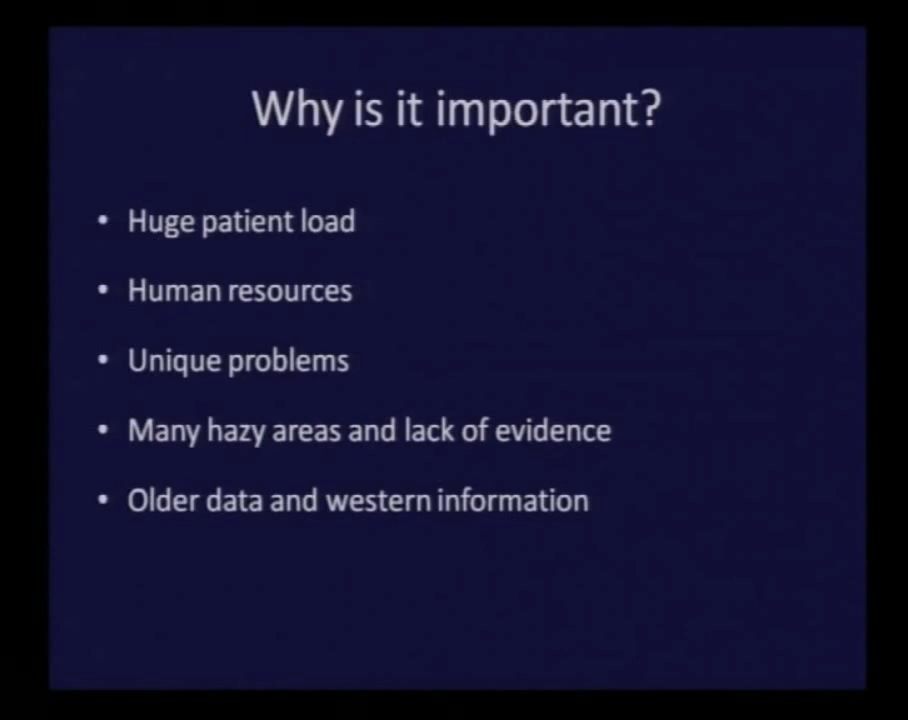 Why is it important?
• Huge patient load
• Human resources
• Unique problems
• Many hazy areas and lack of evidence
• Older data and western information